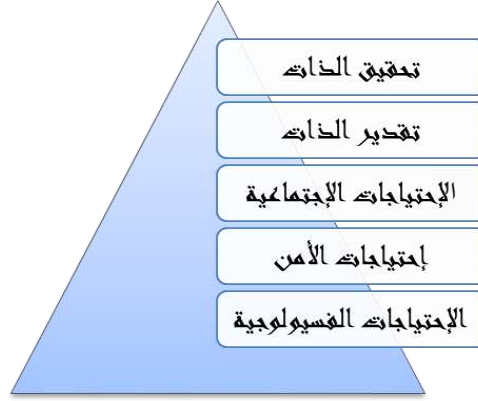 تحقيق الذات
تقدير الذات
الإحتياجات الإجتماعية
إحتياجات الأمن
الإحتياجات الفسيولوجية